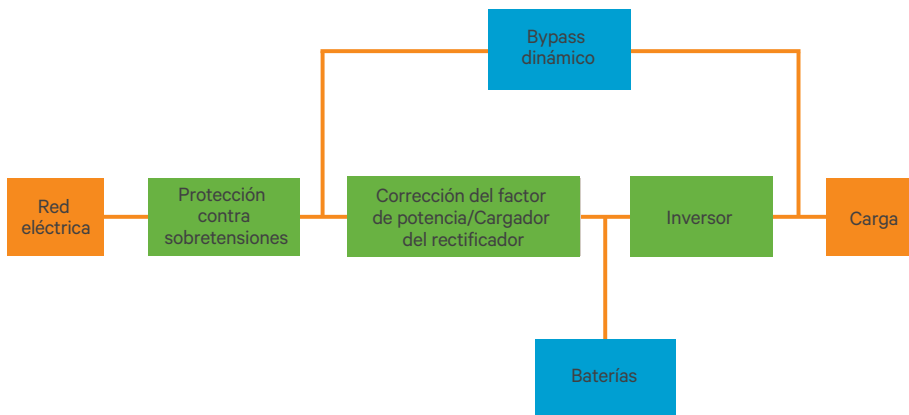 Bypass
dinámico
Red
eléctrica
Protección
contra
sobretensiones
Corrección del factor
de potencia/Cargador
del rectificador
Inversor
Carga
Baterías